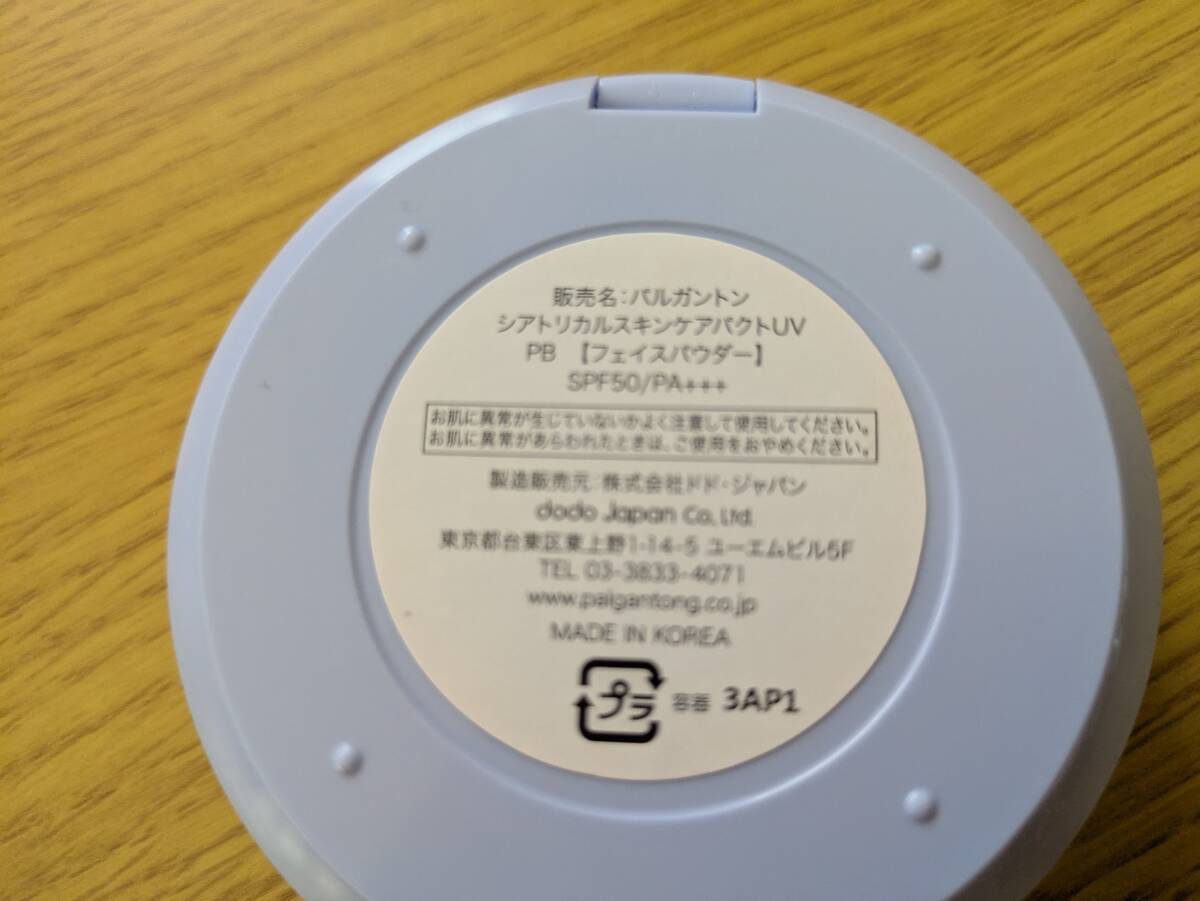 販売名：パルガントン
シアトリカルスキンケアパクトUV
PB 【フェイスパウダー】
SPF50/PA+++
お肌に異常が生じていないかよく注意して使用してください。
お肌に異常があらわれたときは、ご使用をおやめください。
製造販売元：株式会社ドド・ジャパン
dodo Japan Co., Ltd.
東京都台東区東上野1-14-5 ユーエムビル5F
TEL 03-3833-4071
www.palgantong.co.jp
MADE IN KOREA
プラ 容器 3AP1